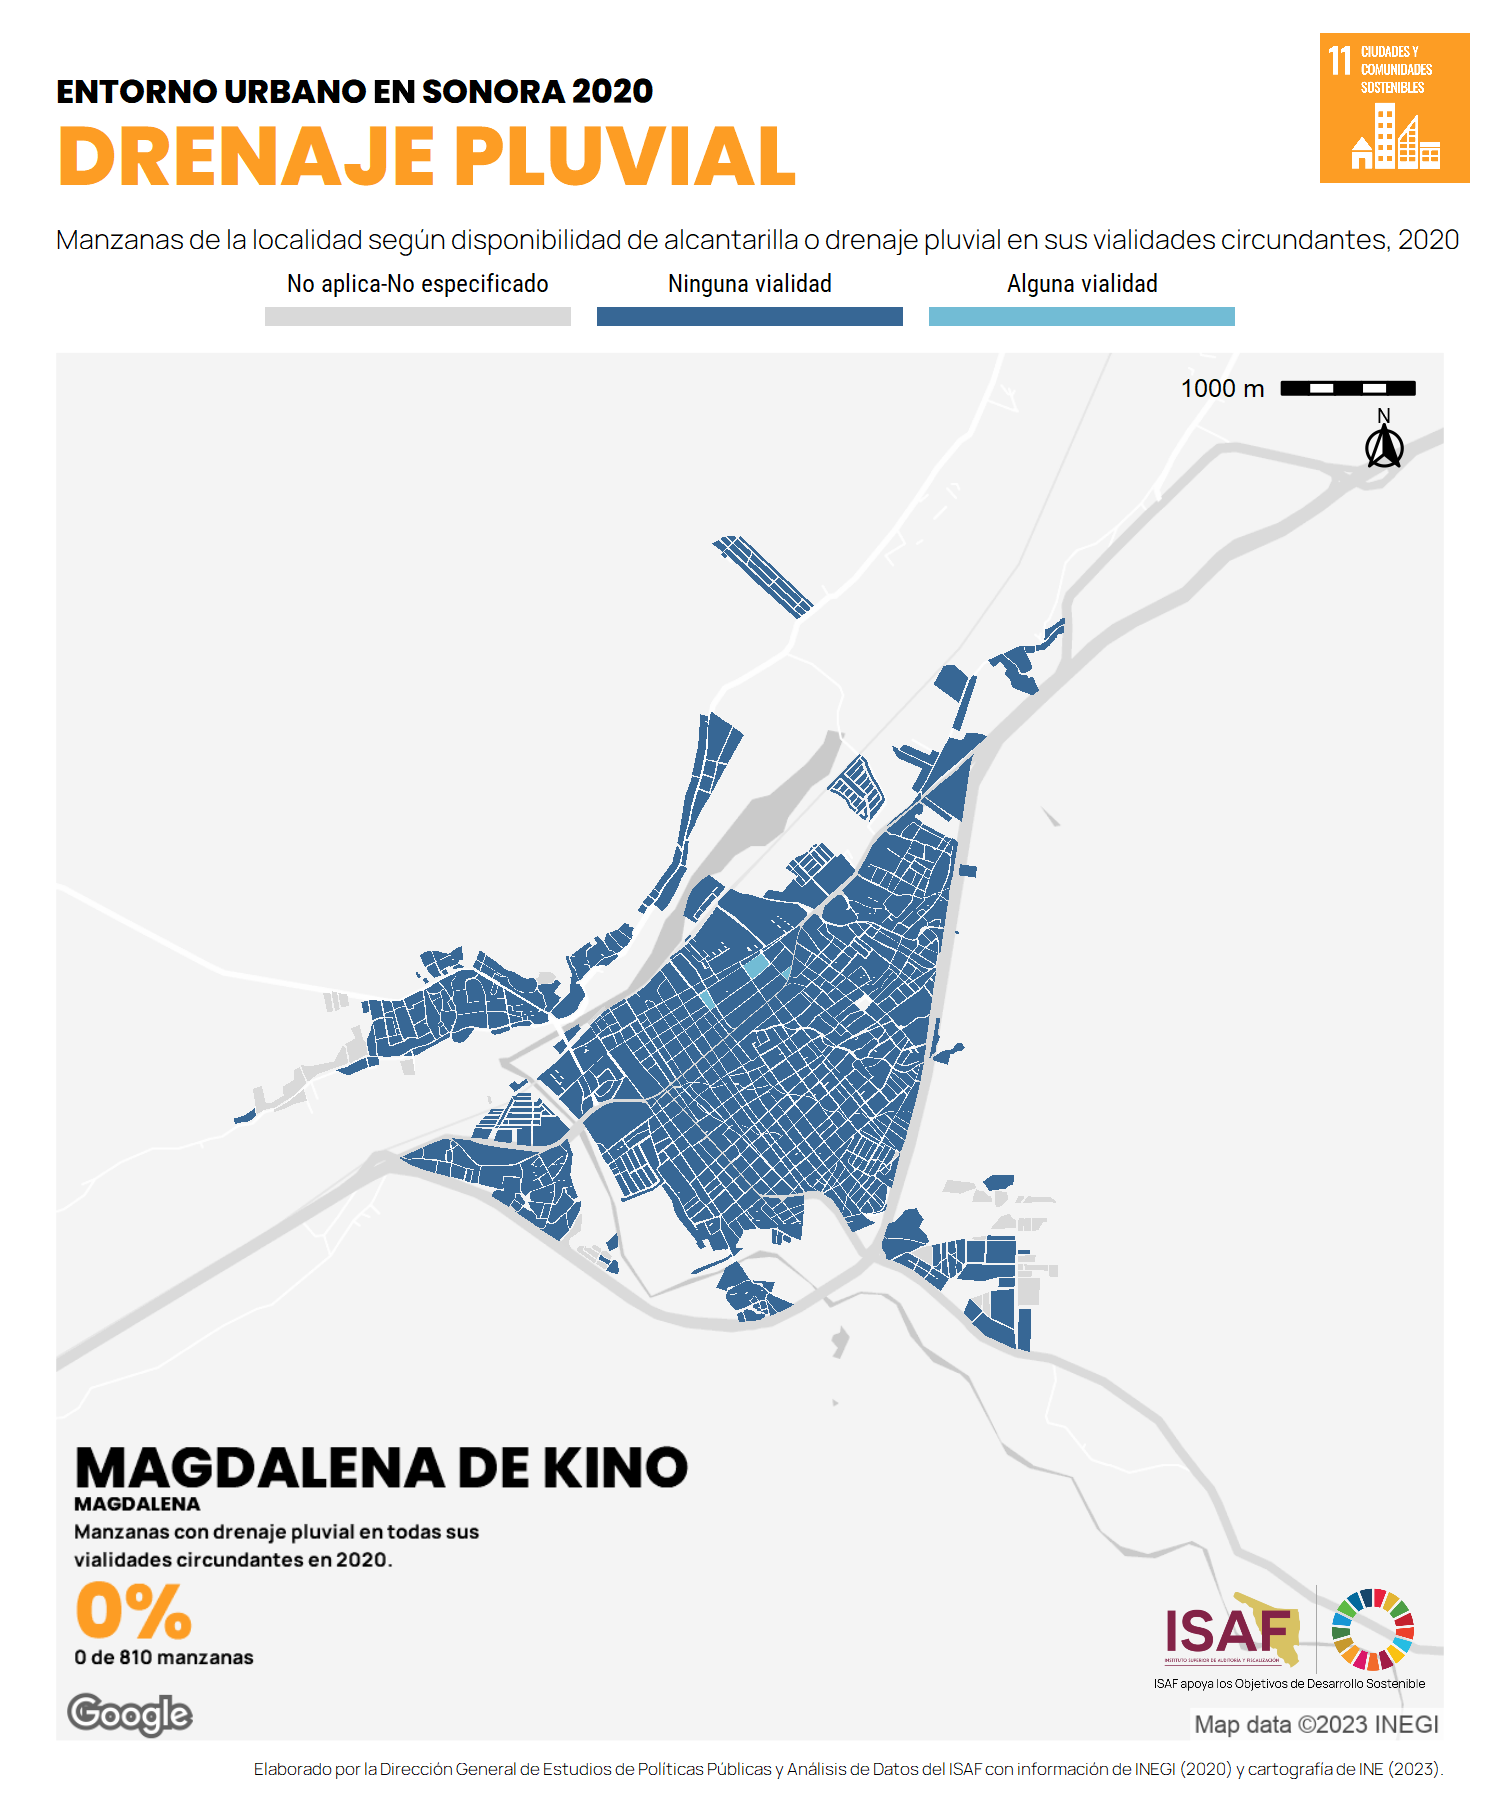 11 CIUDADES Y
COMUNIDADES
SOSTENIBLES
ENTORNO URBANO EN SONORA 2020
DRENAJE PLUVIAL
Manzanas de la localidad según disponibilidad de alcantarilla o drenaje pluvial en sus vialidades circundantes, 2020
No aplica-No especificado Ninguna vialidad Alguna vialidad
1000 m
N
MAGDALENA DE KINO
MAGDALENA
Manzanas con drenaje pluvial en todas sus
vialidades circundantes en 2020.
0%
0 de 810 manzanas
ISAF
INSTITUTO SUPERIOR DE AUDITORÍA Y FISCALIZACIÓN
ISAF apoya los Objetivos de Desarrollo Sostenible
Google
Map data ©2023 INEGI
Elaborado por la Dirección General de Estudios de Políticas Públicas y Análisis de Datos del ISAF con información de INEGI (2020) y cartografía de INE (2023).